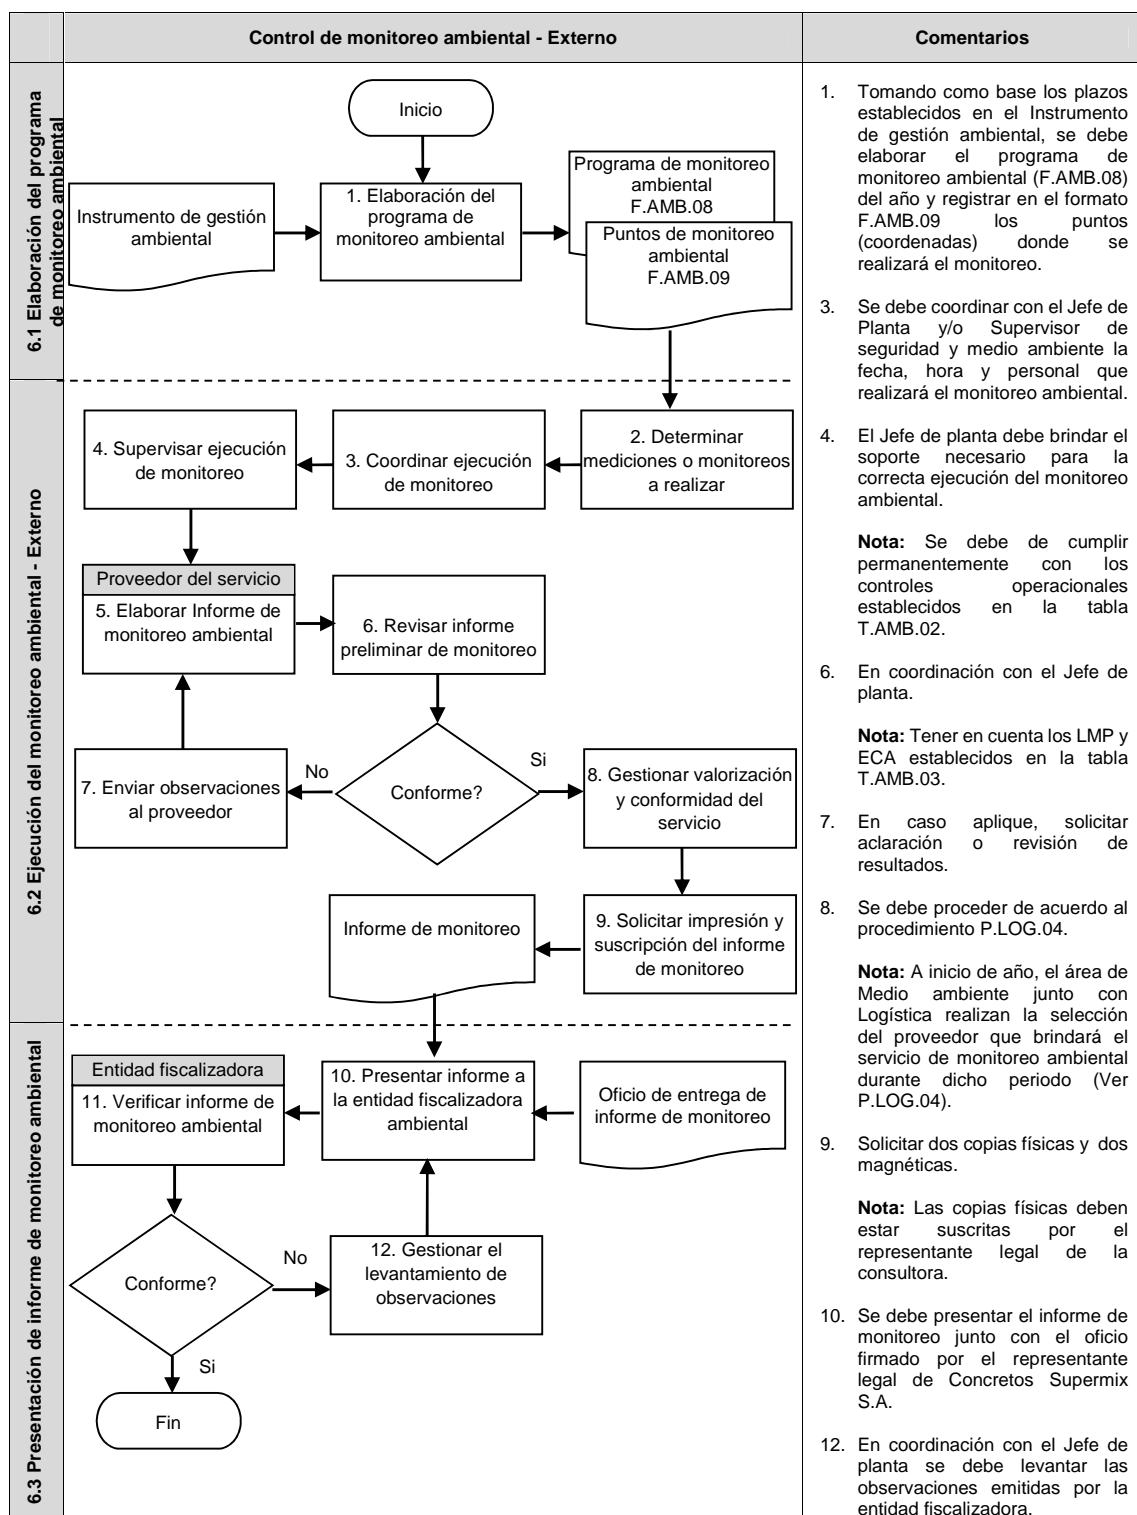 Control de monitoreo ambiental - Externo
Comentarios
6.1 Elaboración del programa
de monitoreo ambiental
Inicio
Instrumento de gestión
ambiental
1. Elaboración del
programa de
monitoreo ambiental
Programa de monitoreo
ambiental
F.AMB.08
Puntos de monitoreo
ambiental
F.AMB.09
6.2 Ejecución del monitoreo ambiental - Externo
4. Supervisar ejecución
de monitoreo
3. Coordinar ejecución
de monitoreo
2. Determinar
mediciones o monitoreos
a realizar
Proveedor del servicio
5. Elaborar Informe de
monitoreo ambiental
6. Revisar informe
preliminar de monitoreo
7. Enviar observaciones
al proveedor
No
Conforme?
Si
8. Gestionar valorización
y conformidad del
servicio
Informe de monitoreo
9. Solicitar impresión y
suscripción del informe
de monitoreo
6.3 Presentación de informe de monitoreo ambiental
Entidad fiscalizadora
11. Verificar informe de
monitoreo ambiental
10. Presentar informe a
la entidad fiscalizadora
ambiental
Oficio de entrega de
informe de monitoreo
Conforme?
No
12. Gestionar el
levantamiento de
observaciones
Si
Fin
1. Tomando como base los plazos
establecidos en el Instrumento
de gestión ambiental, se debe
elaborar el programa de
monitoreo ambiental (F.AMB.08)
del año y registrar en el formato
F.AMB.09 los puntos
(coordenadas) donde se
realizará el monitoreo.
3. Se debe coordinar con el Jefe de
Planta y/o Supervisor de
seguridad y medio ambiente la
fecha, hora y personal que
realizará el monitoreo ambiental.
4. El Jefe de planta debe brindar el
soporte necesario para la
correcta ejecución del monitoreo
ambiental.
Nota: Se debe de cumplir
permanentemente con los
controles operacionales
establecidos en la tabla
T.AMB.02.
6. En coordinación con el Jefe de
planta.
Nota: Tener en cuenta los LMP y
ECA establecidos en la tabla
T.AMB.03.
7. En caso aplique, solicitar
aclaración o revisión de
resultados.
8. Se debe proceder de acuerdo al
procedimiento P.LOG.04.
Nota: A inicio de año, el área de
Medio ambiente junto con
Logística realizan la selección
del proveedor que brindará el
servicio de monitoreo ambiental
durante dicho periodo (Ver
P.LOG.04).
9. Solicitar dos copias físicas y dos
magnéticas.
Nota: Las copias físicas deben
estar suscritas por el
representante legal de la
consultora.
10. Se debe presentar el informe de
monitoreo junto con el oficio
firmado por el representante
legal de Concretos Supermix
S.A.
12. En coordinación con el Jefe de
planta se debe levantar las
observaciones emitidas por la
entidad fiscalizadora.